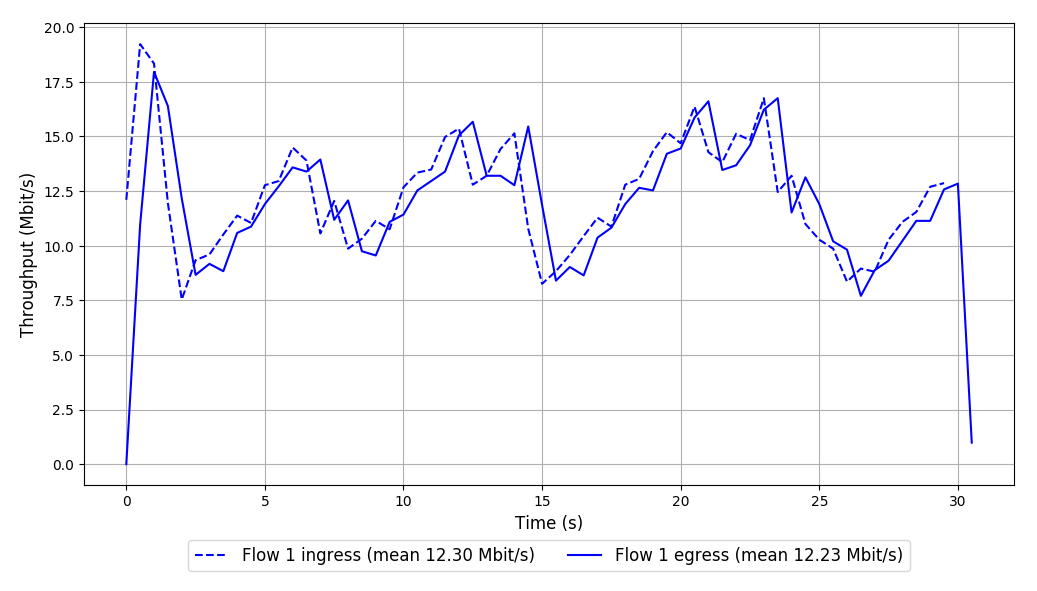 20.0
17.5
15.0
12.5
10.0
7.5
5.0
2.5
0.0
Throughput (Mbit/s)
0 5 10 15 20 25 30
Time (s)
Flow 1 ingress (mean 12.30 Mbit/s) Flow 1 egress (mean 12.23 Mbit/s)